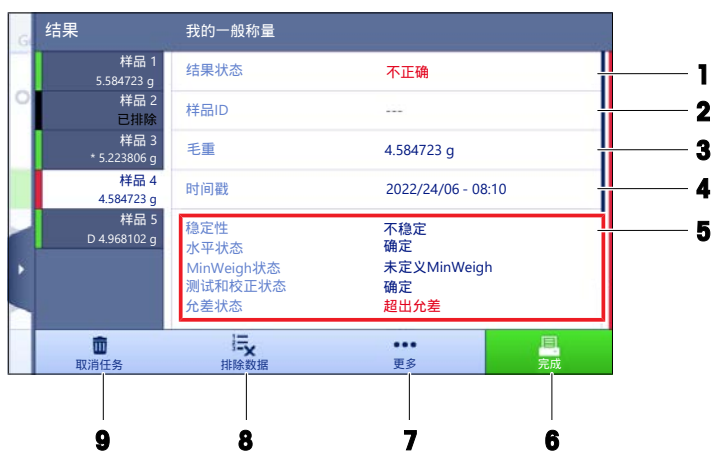 结果
我的一般称量
样品 1
5.584723 g
样品 2
已排除
样品 3
* 5.223806 g
样品 4
4.584723 g
样品 5
D 4.968102 g
结果状态 不正确
样品ID ---
毛重 4.584723 g
时间戳 2022/24/06 - 08:10
稳定性 不稳定
水平状态 确定
MinWeigh状态 未定义MinWeigh
测试和校正状态 确定
允差状态 超出允差
取消任务
排除数据
更多
完成
1
2
3
4
5
9
8
7
6